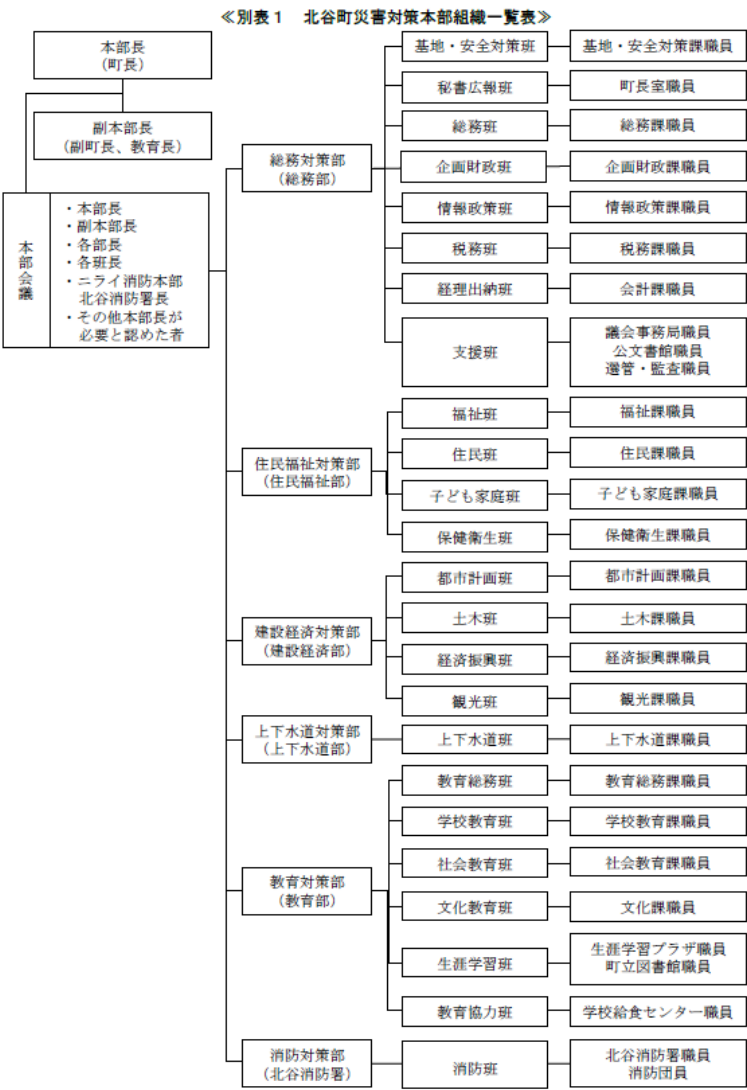 ≪別表１　北谷町災害対策本部組織一覧表≫
本部長
（町長）
副本部長
（副町長、教育長）
本部会議
・本部長
・副本部長
・各部長
・各班長
・ニライ消防本部
北谷消防署長
・その他本部長が
必要と認めた者
総務対策部
（総務部）
基地・安全対策班
基地・安全対策課職員
秘書広報班
町長室職員
総務班
総務課職員
企画財政班
企画財政課職員
情報政策班
情報政策課職員
税務班
税務課職員
経理出納班
会計課職員
支援班
議会事務局職員
公文書館職員
選管・監査職員
住民福祉対策部
（住民福祉部）
福祉班
福祉課職員
住民班
住民課職員
子ども家庭班
子ども家庭課職員
保健衛生班
保健衛生課職員
建設経済対策部
（建設経済部）
都市計画班
都市計画課職員
土木班
土木課職員
経済振興班
経済振興課職員
観光班
観光課職員
上下水道対策部
（上下水道部）
上下水道班
上下水道課職員
教育対策部
（教育部）
教育総務班
教育総務課職員
学校教育班
学校教育課職員
社会教育班
社会教育課職員
文化教育班
文化課職員
生涯学習班
生涯学習プラザ職員
町立図書館職員
教育協力班
学校給食センター職員
消防対策部
（北谷消防署）
消防班
北谷消防署職員
消防団員